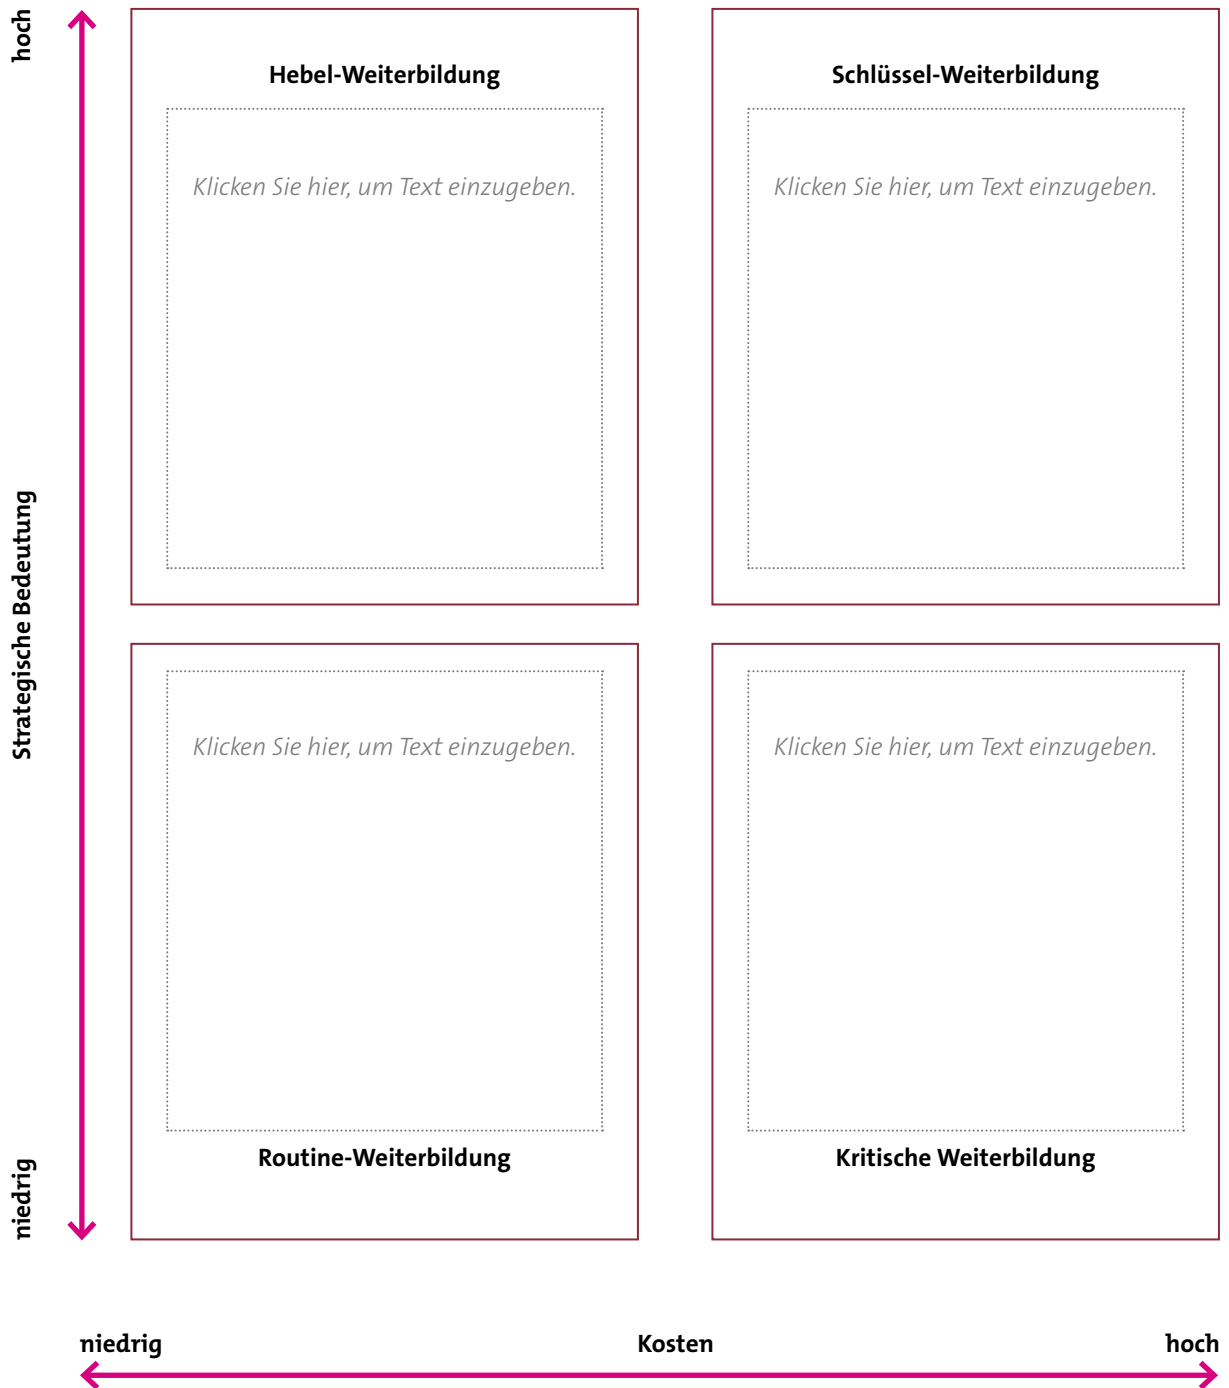 hoch
Hebel-Weiterbildung
Schlüssel-Weiterbildung
Klicken Sie hier, um Text einzugeben.
Klicken Sie hier, um Text einzugeben.
Strategische Bedeutung
Klicken Sie hier, um Text einzugeben.
Klicken Sie hier, um Text einzugeben.
Routine-Weiterbildung
Kritische Weiterbildung
niedrig
niedrig
Kosten
hoch